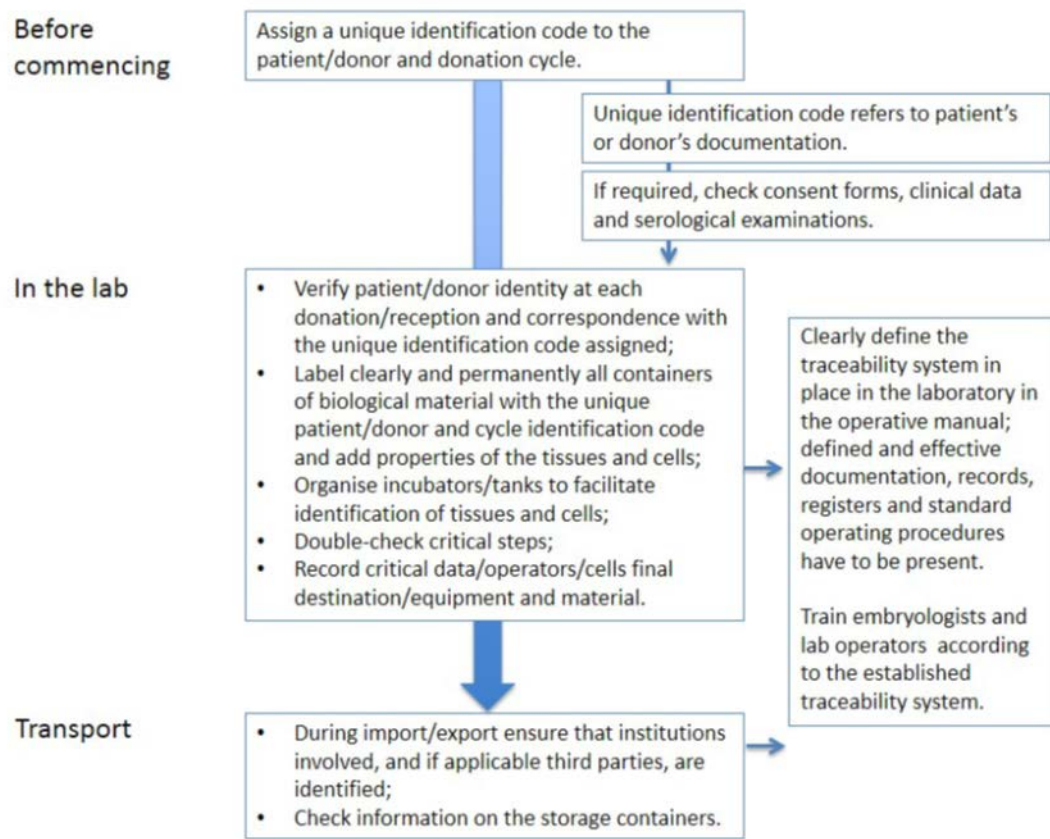 Before
commencing
Assign a unique identification code to the
patient/donor and donation cycle.
Unique identification code refers to patient's
or donor's documentation.
If required, check consent forms, clinical data
and serological examinations.
In the lab
• Verify patient/donor identity at each
donation/reception and correspondence with
the unique identification code assigned;
• Label clearly and permanently all containers
of biological material with the unique
patient/donor and cycle identification code
and add properties of the tissues and cells;
• Organise incubators/tanks to facilitate
identification of tissues and cells;
• Double-check critical steps;
• Record critical data/operators/cells final
destination/equipment and material.
Clearly define the
traceability system in
place in the laboratory in
the operative manual;
defined and effective
documentation, records,
registers and standard
operating procedures
have to be present.
Train embryologists and
lab operators according
to the established
traceability system.
Transport
• During import/export ensure that institutions
involved, and if applicable third parties, are
identified;
• Check information on the storage containers.